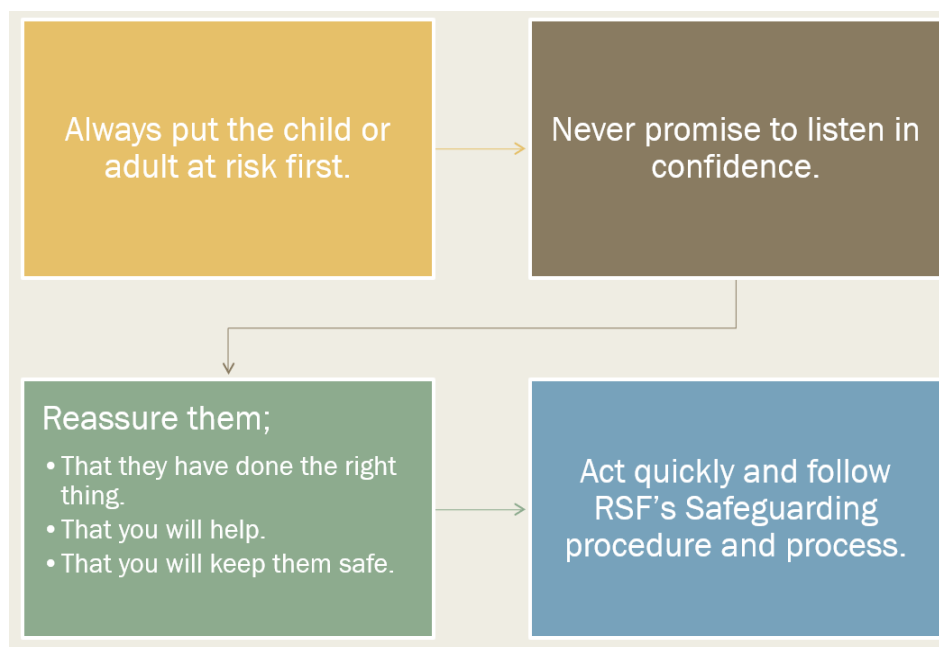 Always put the child or
adult at risk first.
Never promise to listen in
confidence.
Reassure them;
• That they have done the right
thing.
• That you will help.
• That you will keep them safe.
Act quickly and follow
RSF’s Safeguarding
procedure and process.